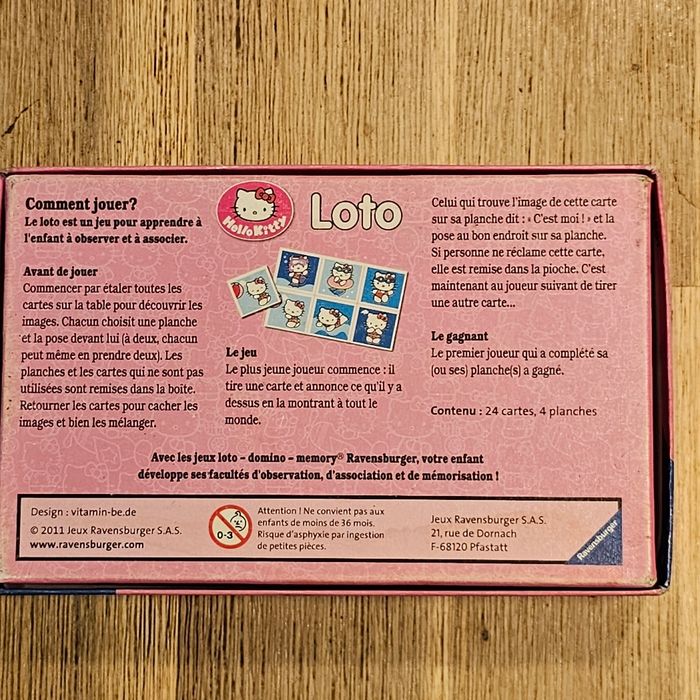 Comment jouer?
Le loto est un jeu pour apprendre à
l'enfant à observer et à associer.
Avant de jouer
Commencer par étaler toutes les
cartes sur la table pour découvrir les
images. Chacun choisit une planche
et la pose devant lui (à deux, chacun
peut même en prendre deux). Les
planches et les cartes qui ne sont pas
utilisées sont remises dans la boîte.
Retourner les cartes pour cacher les
images et bien les mélanger.
Hello Kitty
Loto
Le jeu
Le plus jeune joueur commence : il
tire une carte et annonce ce qu'il y a
dessus en la montrant à tout le
monde.
Celui qui trouve l'image de cette carte
sur sa planche dit : « C'est moi ! » et la
pose au bon endroit sur sa planche.
Si personne ne réclame cette carte,
elle est remise dans la pioche. C'est
maintenant au joueur suivant de tirer
une autre carte...
Le gagnant
Le premier joueur qui a complété sa
(ou ses) planche(s) a gagné.
Contenu : 24 cartes, 4 planches
Avec les jeux loto – domino – memory® Ravensburger, votre enfant
développe ses facultés d'observation, d'association et de mémorisation !
Design : vitamin-be.de
© 2011 Jeux Ravensburger S.A.S.
www.ravensburger.com
0-3
Attention ! Ne convient pas aux
enfants de moins de 36 mois.
Risque d'asphyxie par ingestion
de petites pièces.
Jeux Ravensburger S.A.S.
21, rue de Dornach
F-68120 Pfastatt
Ravensburger